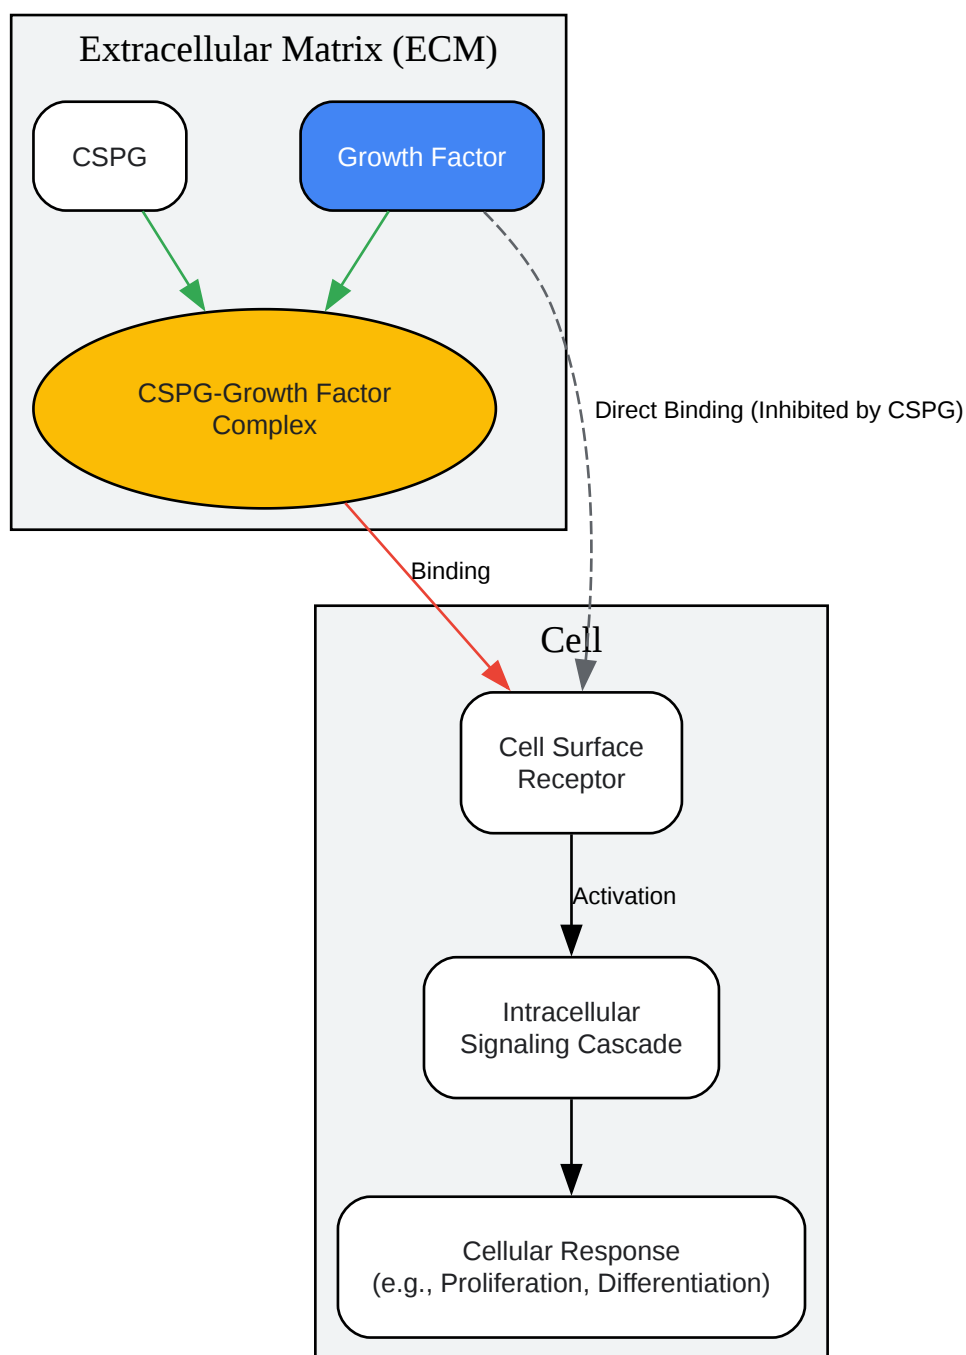 Extracellular Matrix (ECM)
CSPG
Growth Factor
CSPG-Growth Factor
Complex
Direct Binding (Inhibited by CSPG)
Binding
Cell
Cell Surface
Receptor
Activation
Intracellular
Signaling Cascade
Cellular Response
(e.g., Proliferation, Differentiation)